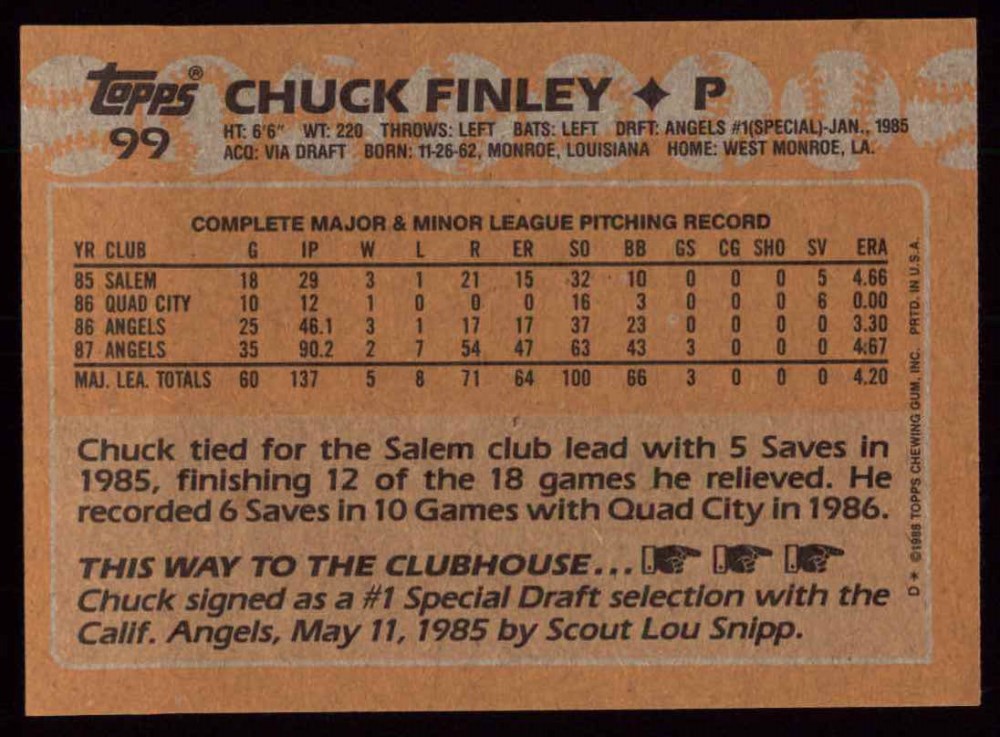 topps® CHUCK FINLEY ✦ P
99
HT: 6'6" WT: 220 THROWS: LEFT BATS: LEFT DRFT: ANGELS #1(SPECIAL)-JAN., 1985
ACQ: VIA DRAFT BORN: 11-26-62, MONROE, LOUISIANA HOME: WEST MONROE, LA.
COMPLETE MAJOR & MINOR LEAGUE PITCHING RECORD
YR CLUB G IP W L R ER SO BB GS CG SHO SV ERA
85 SALEM 18 29 3 1 21 15 32 10 0 0 0 5 4.66
86 QUAD CITY 10 12 1 0 0 0 16 3 0 0 0 6 0.00
86 ANGELS 25 46.1 3 1 17 17 37 23 0 0 0 0 3.30
87 ANGELS 35 90.2 2 7 54 47 63 43 3 0 0 0 4.67
MAJ. LEA. TOTALS 60 137 5 8 71 64 100 66 3 0 0 0 4.20
Chuck tied for the Salem club lead with 5 Saves in
1985, finishing 12 of the 18 games he relieved. He
recorded 6 Saves in 10 Games with Quad City in 1986.
THIS WAY TO THE CLUBHOUSE...
Chuck signed as a #1 Special Draft selection with the
Calif. Angels, May 11, 1985 by Scout Lou Snipp.
D* ©1988 TOPPS CHEWING GUM, INC. PRTD. IN U.S.A.